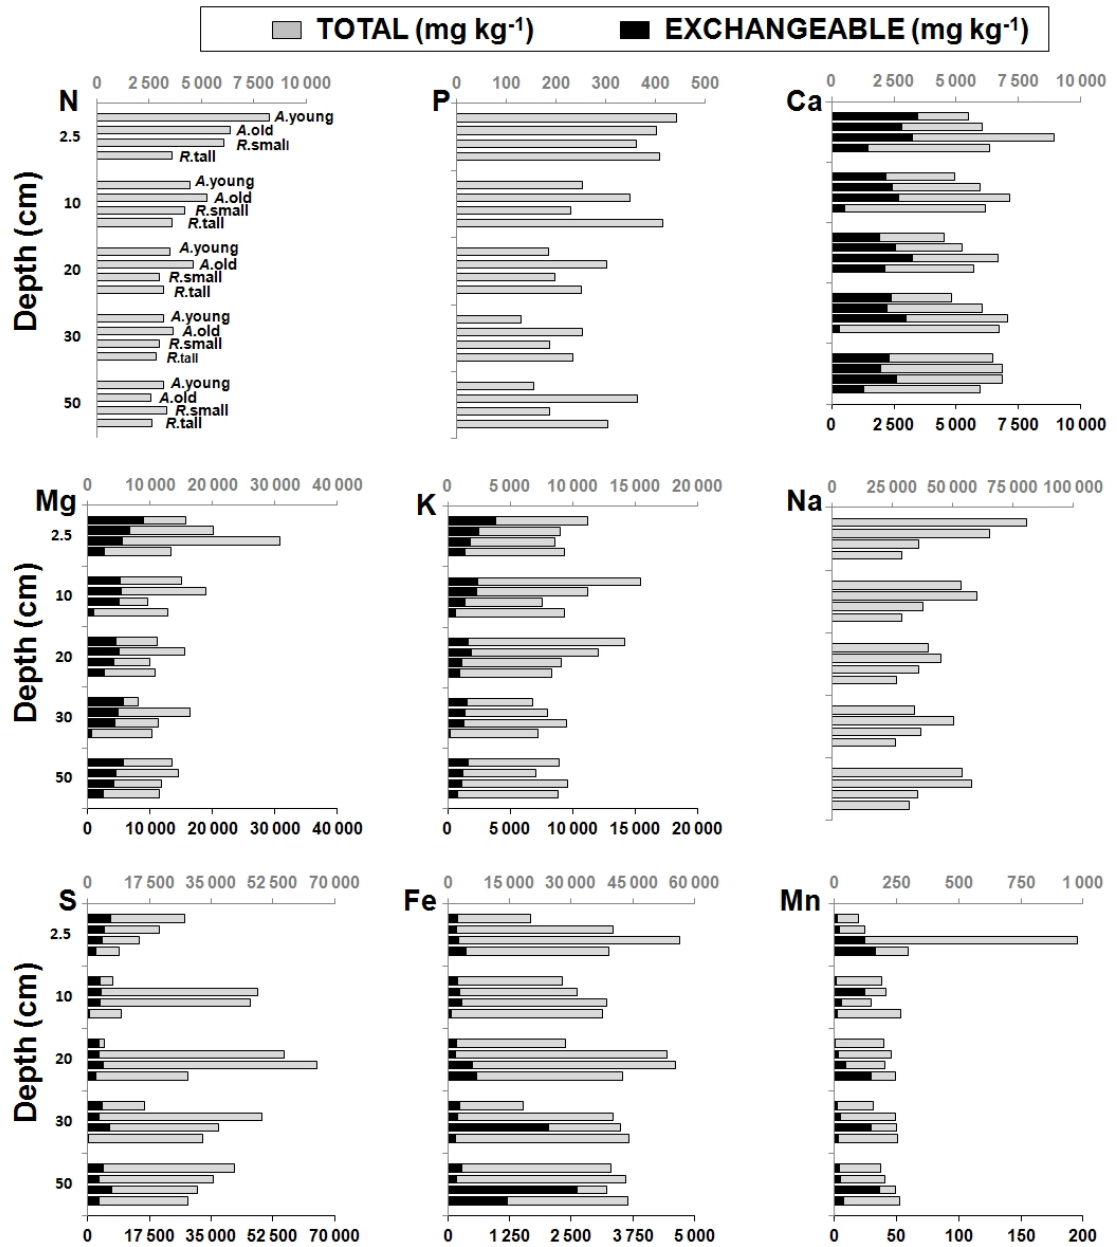 TOTAL (mg kg-1) EXCHANGEABLE (mg kg-1)
0 2 500 5 000 7 500 10 000
N
2.5
A.young
A.old
R.small
R.tall
10
A.young
A.old
R.small
R.tall
20
A.young
A.old
R.small
R.tall
30
A.young
A.old
R.small
R.tall
50
A.young
A.old
R.small
R.tall
Depth (cm)
0 100 200 300 400 500
P
0 2 500 5 000 7 500 10 000
Ca
0 2 500 5 000 7 500 10 000
0 10 000 20 000 30 000 40 000
Mg
2.5
10
20
30
50
Depth (cm)
0 10 000 20 000 30 000 40 000
0 5 000 10 000 15 000 20 000
K
0 5 000 10 000 15 000 20 000
0 25 000 50 000 75 000 100 000
Na
0 17 500 35 000 52 500 70 000
S
2.5
10
20
30
50
Depth (cm)
0 17 500 35 000 52 500 70 000
0 15 000 30 000 45 000 60 000
Fe
0 1 250 2 500 3 750 5 000
0 250 500 750 1 000
Mn
0 50 100 150 200